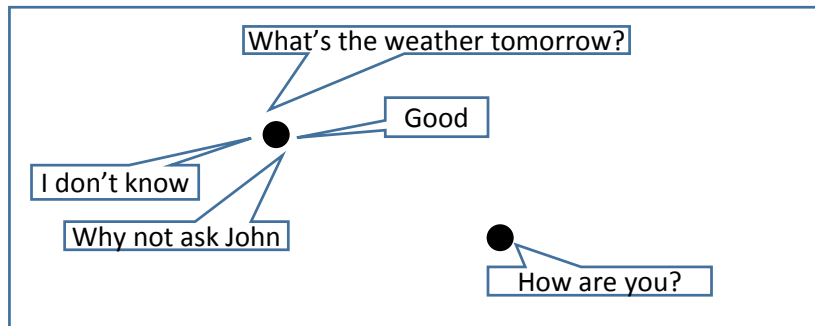 What’s the weather tomorrow?
Good
I don’t know
Why not ask John
How are you?